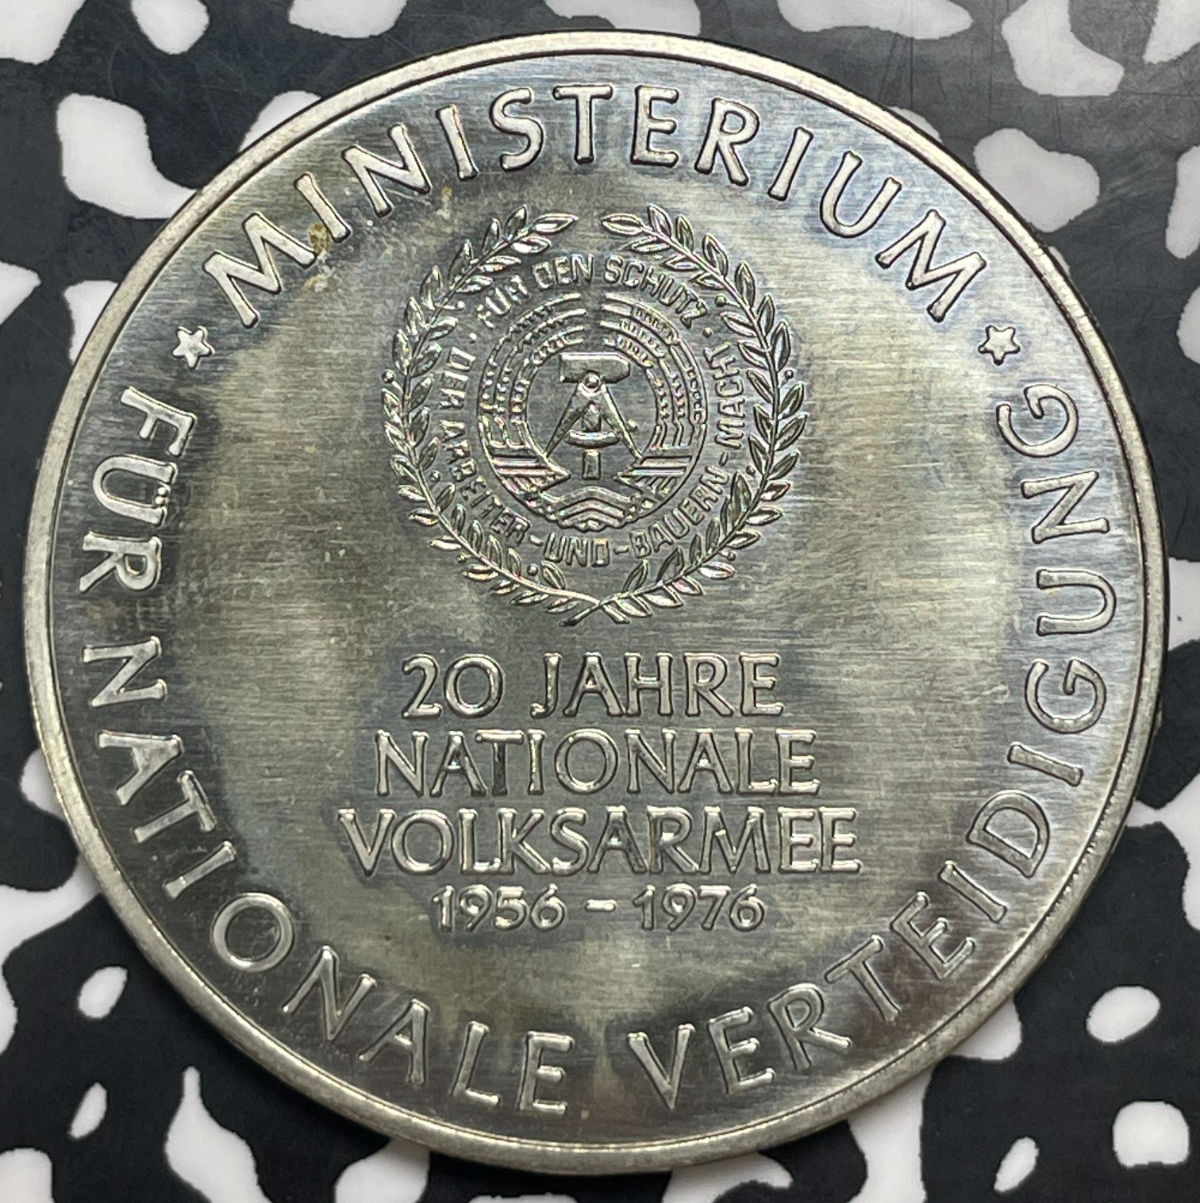 MINISTERIUM
FÜR NATIONALE VERTEIDIGUNG
FÜR DEN SCHUTZ · DER ARBEITER-UND-BAUERN-MACHT ·
20 JAHRE
NATIONALE
VOLKSARMEE
1956 - 1976